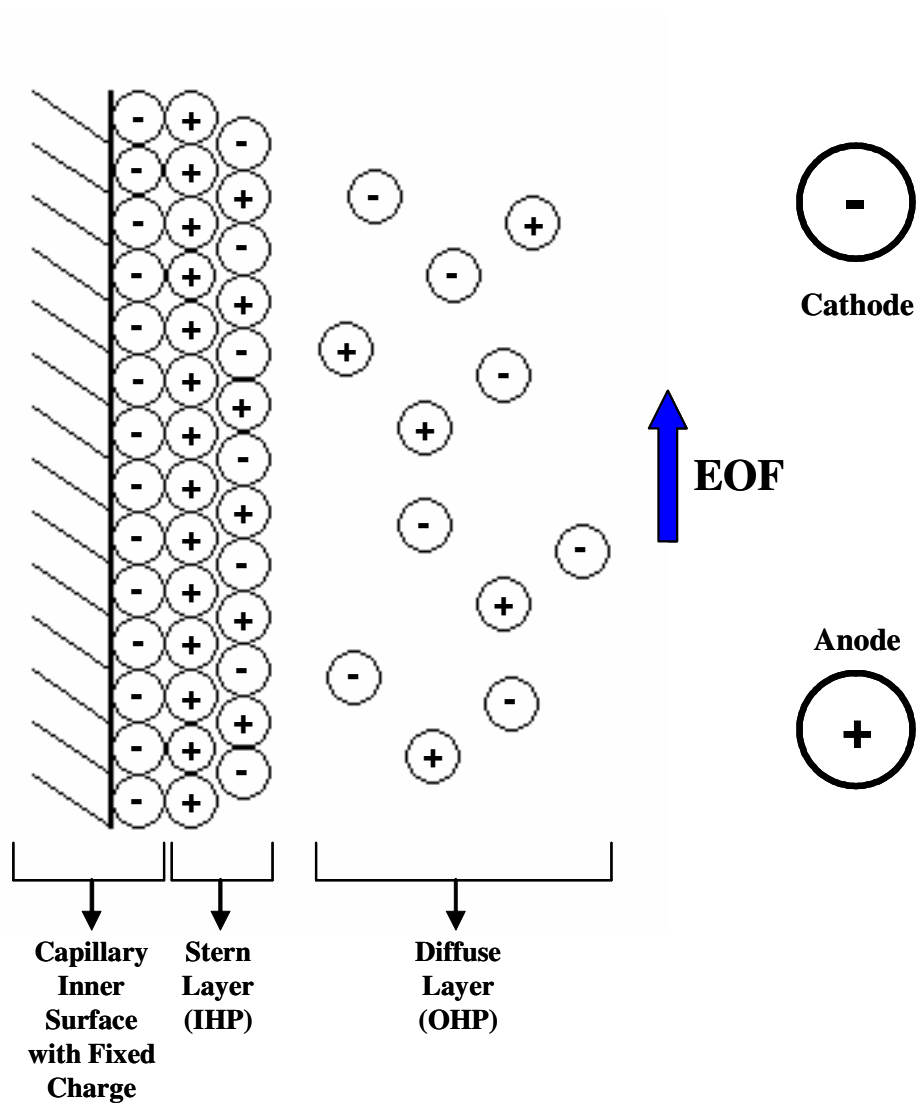 Cathode
EOF
Anode
Capillary
Inner
Surface
with Fixed
Charge
Stern
Layer
(IHP)
Diffuse
Layer
(OHP)